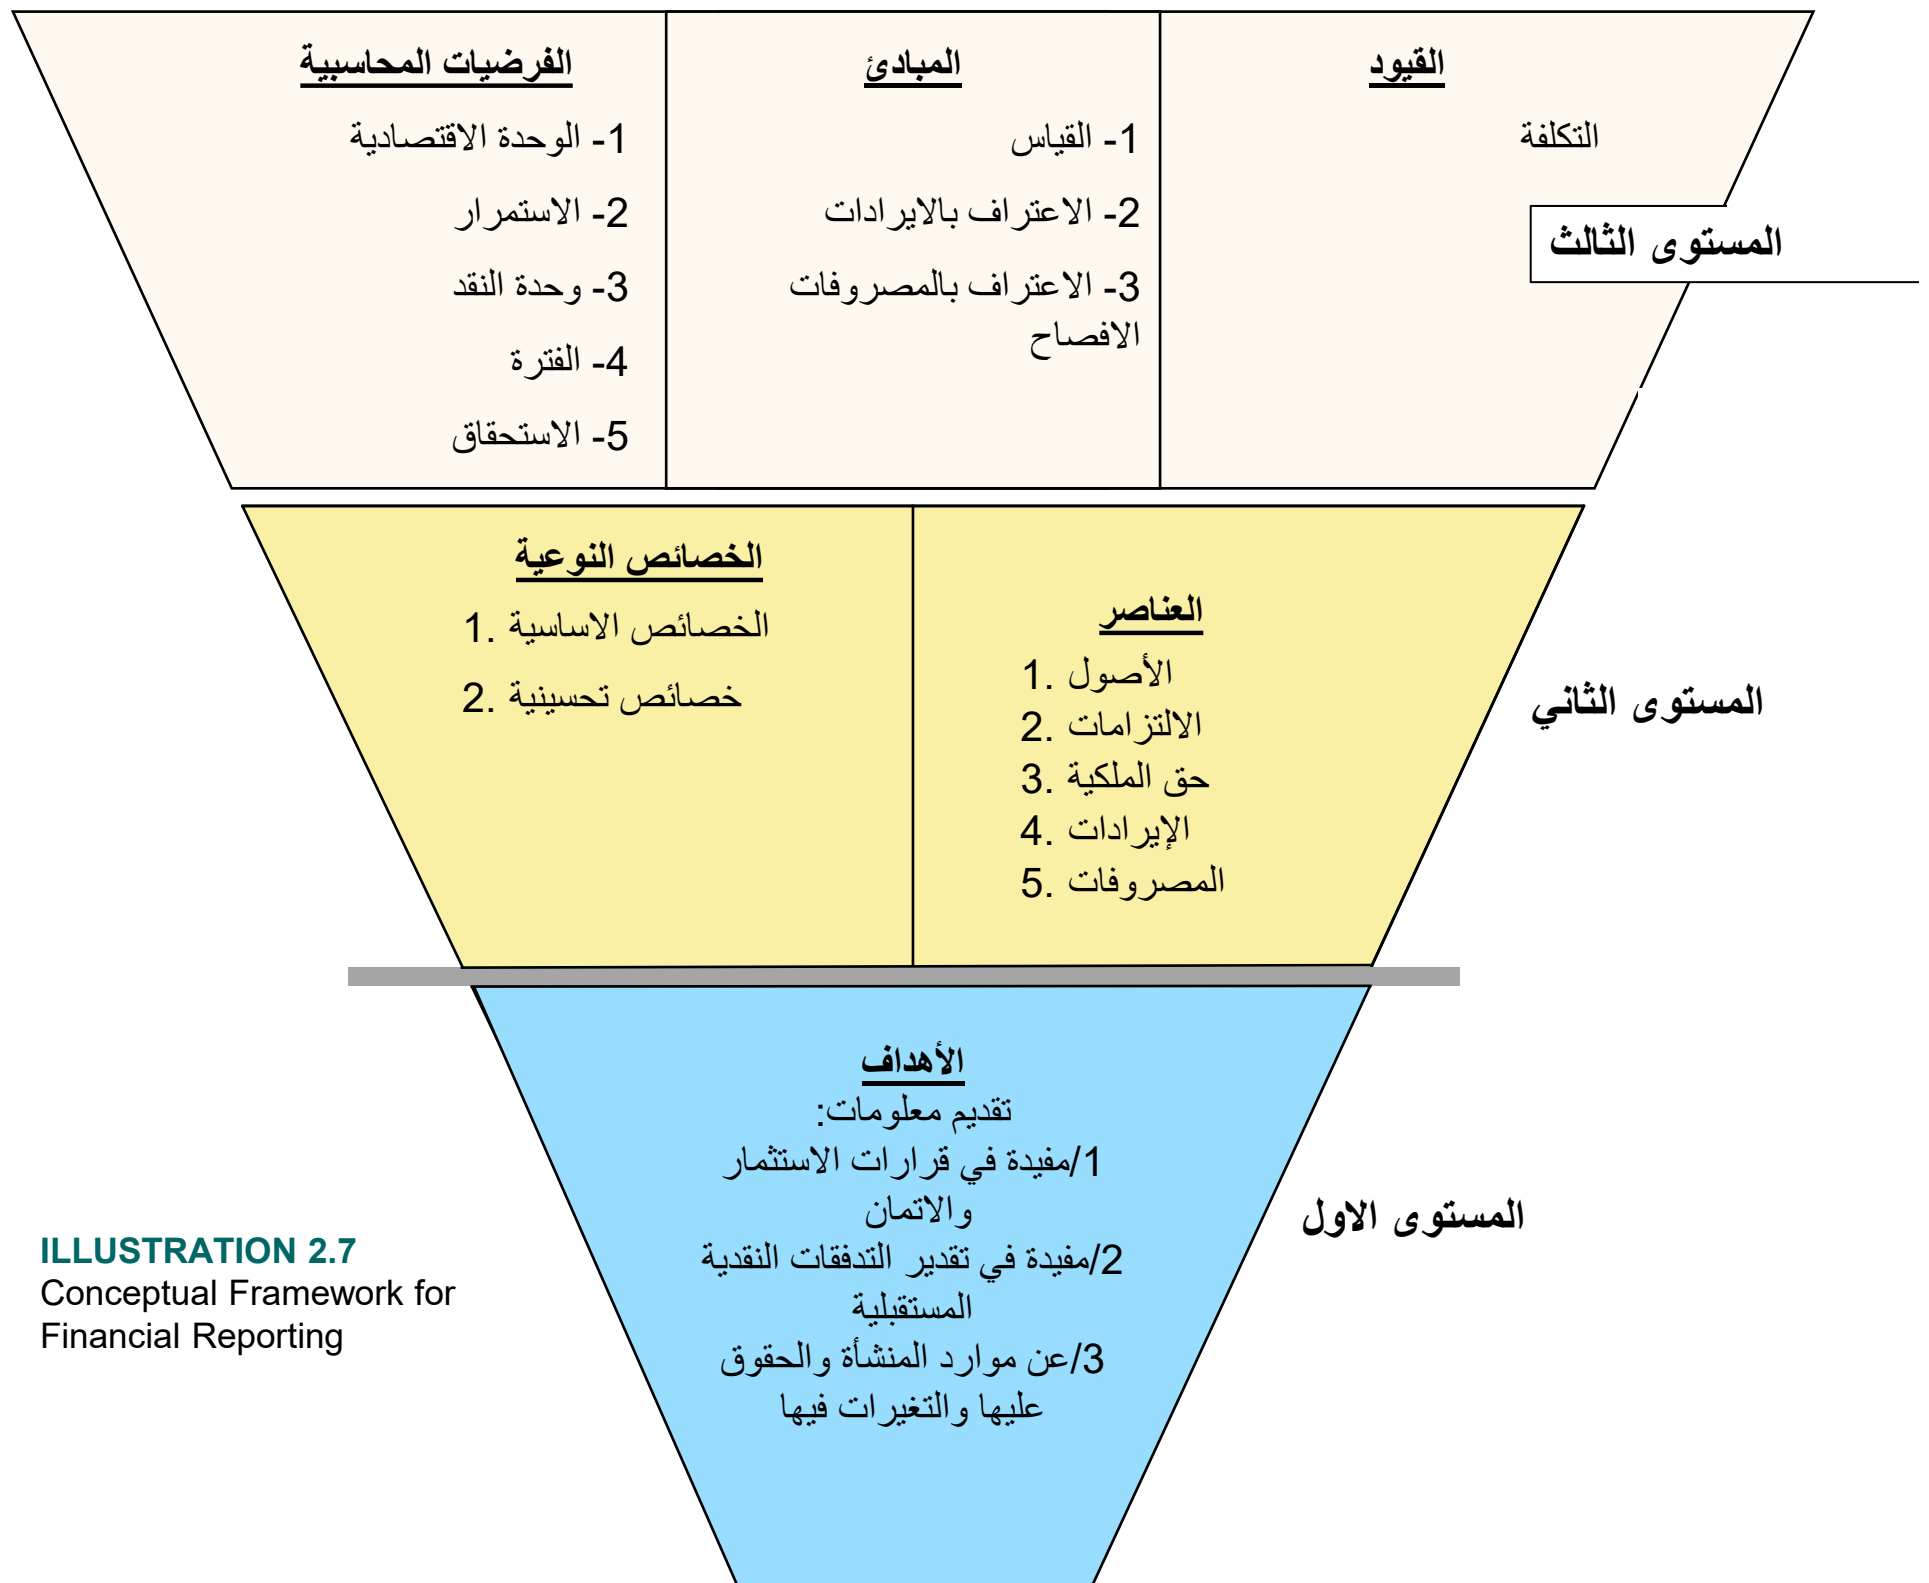 الفرضيات المحاسبية
1- الوحدة الاقتصادية
2- الاستمرار
3- وحدة النقد
4- الفترة
5- الاستحقاق
المبادئ
1- القياس
2- الاعتراف بالايرادات
3- الاعتراف بالمصروفات
الافصاح
القيود
التكلفة
المستوى الثالث
الخصائص النوعية
1. الخصائص الاساسية
2. خصائص تحسينية
العناصر
1. الأصول
2. الالتزامات
3. حق الملكية
4. الإيرادات
5. المصروفات
المستوى الثاني
الأهداف
تقديم معلومات:
1/مفيدة في قرارات الاستثمار
والاتمان
2/مفيدة في تقدير التدفقات النقدية
المستقبلية
3/عن موارد المنشأة والحقوق
عليها والتغيرات فيها
المستوى الاول
ILLUSTRATION 2.7
Conceptual Framework for
Financial Reporting